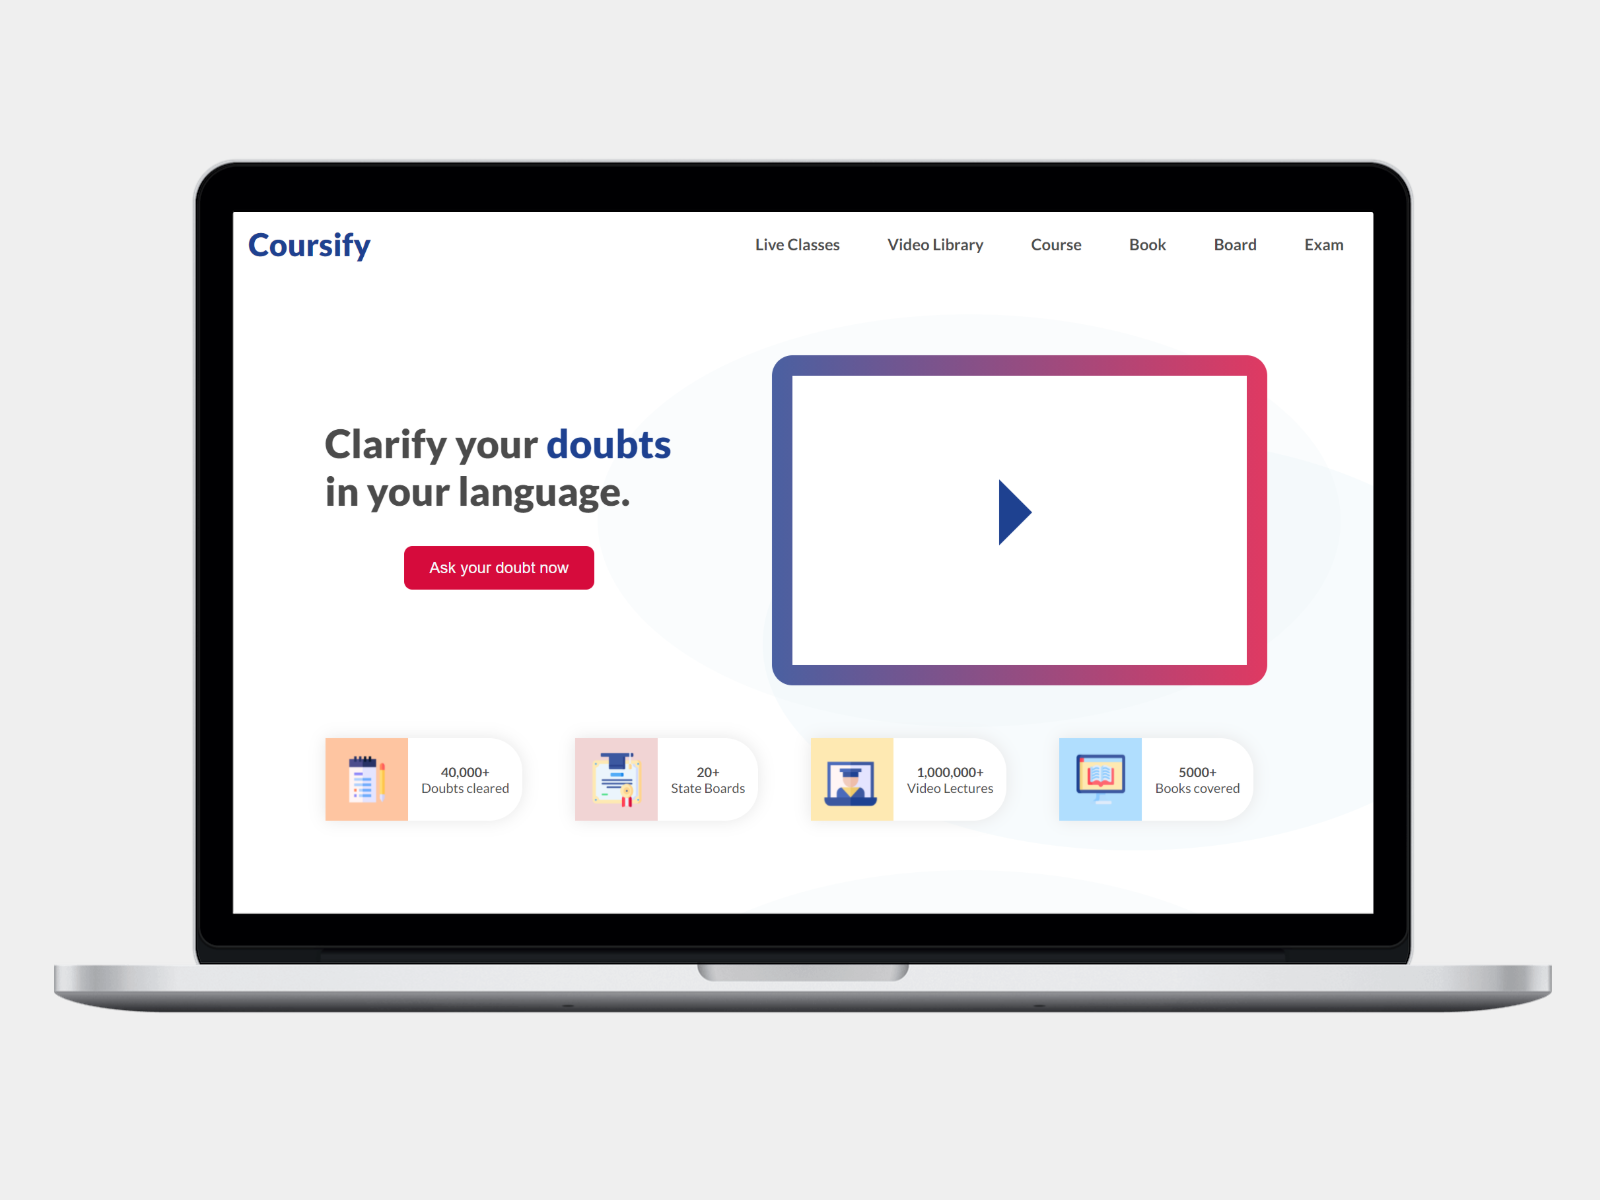 Coursify
Live Classes
Video Library
Course
Book
Board
Exam
Clarify your doubts
in your language.
Ask your doubt now
40,000+
Doubts cleared
20+
State Boards
1,000,000+
Video Lectures
5000+
Books covered